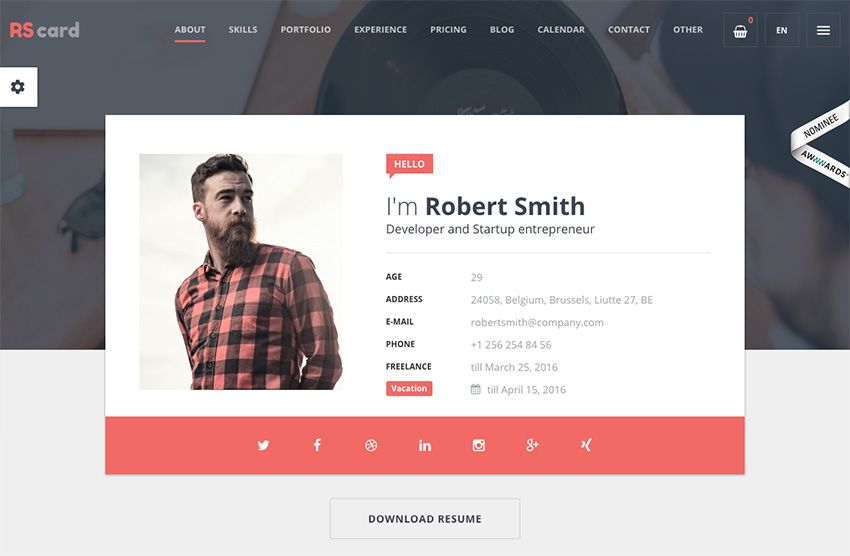 RS card
ABOUT SKILLS PORTFOLIO EXPERIENCE PRICING BLOG CALENDAR CONTACT OTHER 0 EN
NOMINEE
AWWWARDS
HELLO
I'm Robert Smith
Developer and Startup entrepreneur
AGE 29
ADDRESS 24058, Belgium, Brussels, Liutte 27, BE
E-MAIL robertsmith@company.com
PHONE +1 256 254 84 56
FREELANCE till March 25, 2016
Vacation till April 15, 2016
DOWNLOAD RESUME